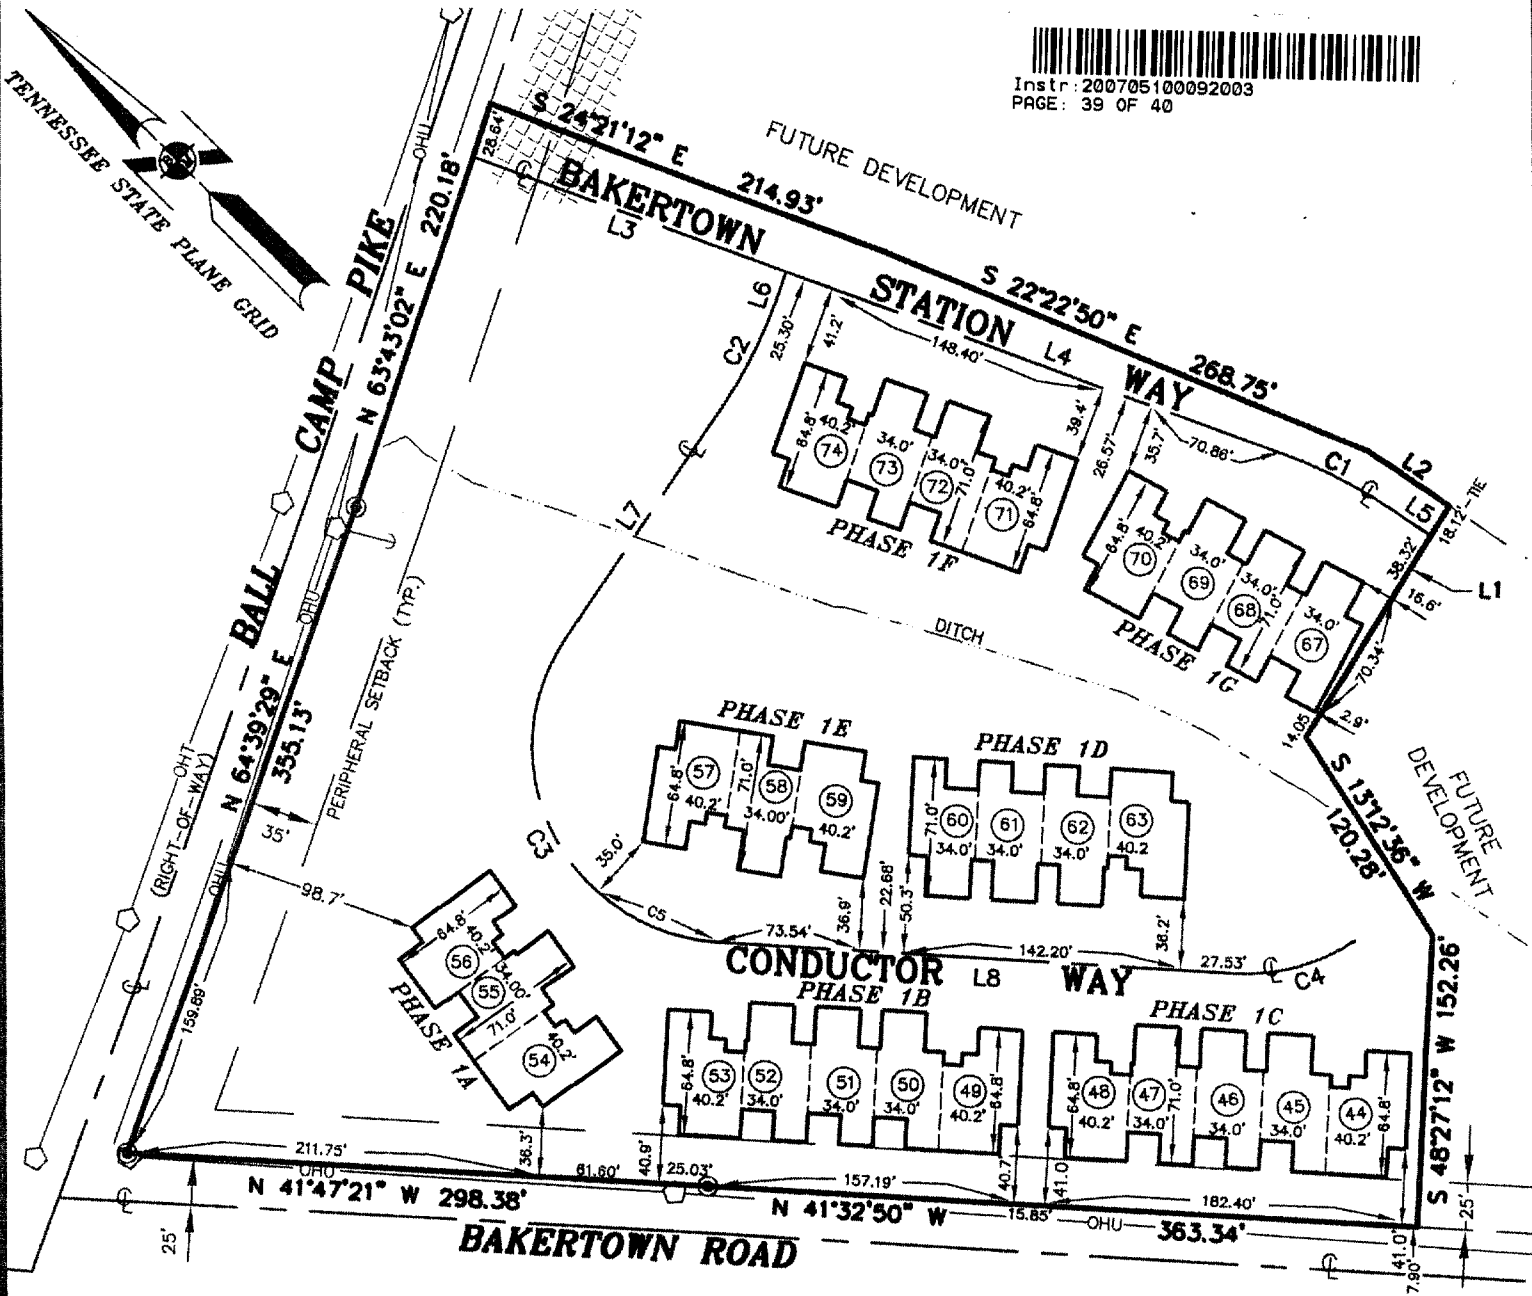 Instr:200705100092003
PAGE: 39 OF 40
TENNESSEE STATE PLANE GRID
FUTURE DEVELOPMENT
S 24°21'12" E
214.93'
S 22°22'50" E
268.75'
BAKERTOWN STATION WAY
28.64'
L3
L6
C2
25.30'
41.2'
148.40'
L4
39.4'
26.57'
35.7'
70.86'
C1
L2
L5
18.12'-TIE
38.32'
L1
16.6'
70.34'
2.9'
14.05
OHU
BALL CAMP PIKE
N 63°43'02" E 220.18'
N 64°39'29" E
355.13'
OHT
(RIGHT-OF-WAY)
OHU
OHU
PERIPHERAL SETBACK (TYP.)
35'
98.7'
159.89'
L7
C3
DITCH
64.8'
40.2'
74
34.0'
73
34.0'
72
71.0'
40.2'
71
64.8'
PHASE 1F
64.8'
40.2'
70
34.0'
69
34.0'
68
71.0'
34.0'
67
PHASE 1G
PHASE 1E
64.8'
57
40.2'
71.0'
58
34.00'
59
40.2'
PHASE 1D
71.0'
60
34.0'
61
34.0'
62
34.0'
63
40.2
FUTURE
DEVELOPMENT
S 13°12'36" W
120.28'
35.0'
C5
73.54'
36.9'
22.68'
50.3'
142.20'
36.2'
27.53'
C4
CONDUCTOR WAY
L8
64.8'
40.2'
56
34.00'
55
71.0'
40.2'
54
PHASE 1A
PHASE 1B
64.8'
53
40.2'
52
34.0'
51
34.0'
50
34.0'
49
40.2'
64.8'
PHASE 1C
64.8'
48
40.2'
47
34.0'
71.0'
46
34.0'
45
34.0'
44
40.2'
64.8'
S 48°27'12" W 152.26'
211.75'
OHU
36.3'
61.60'
40.9'
25.03'
157.19'
40.7'
15.85'
41.0'
182.40'
OHU
41.0'
7.90'
25'
N 41°47'21" W 298.38'
N 41°32'50" W
363.34'
25'
BAKERTOWN ROAD